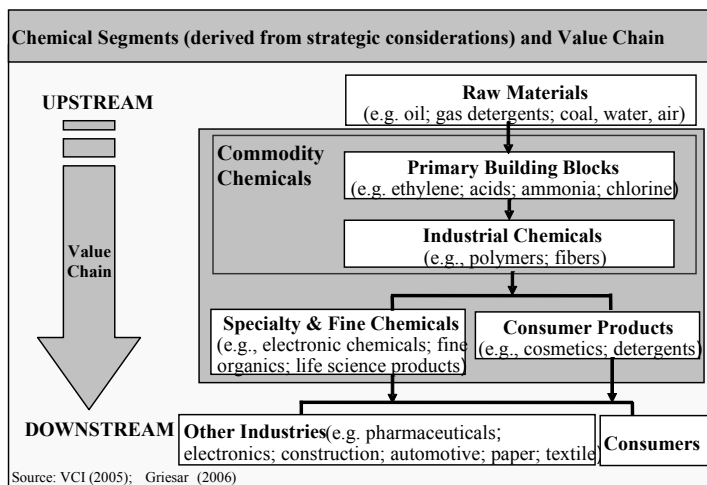 Chemical Segments (derived from strategic considerations) and Value Chain
UPSTREAM
Raw Materials
(e.g. oil; gas detergents; coal, water, air)
Commodity
Chemicals
Primary Building Blocks
(e.g. ethylene; acids; ammonia; chlorine)
Value
Chain
Industrial Chemicals
(e.g., polymers; fibers)
Specialty & Fine Chemicals
(e.g., electronic chemicals; fine
organics; life science products)
Consumer Products
(e.g., cosmetics; detergents)
DOWNSTREAM
Other Industries(e.g. pharmaceuticals;
electronics; construction; automotive; paper; textile)
Consumers
Source: VCI (2005); Griesar (2006)